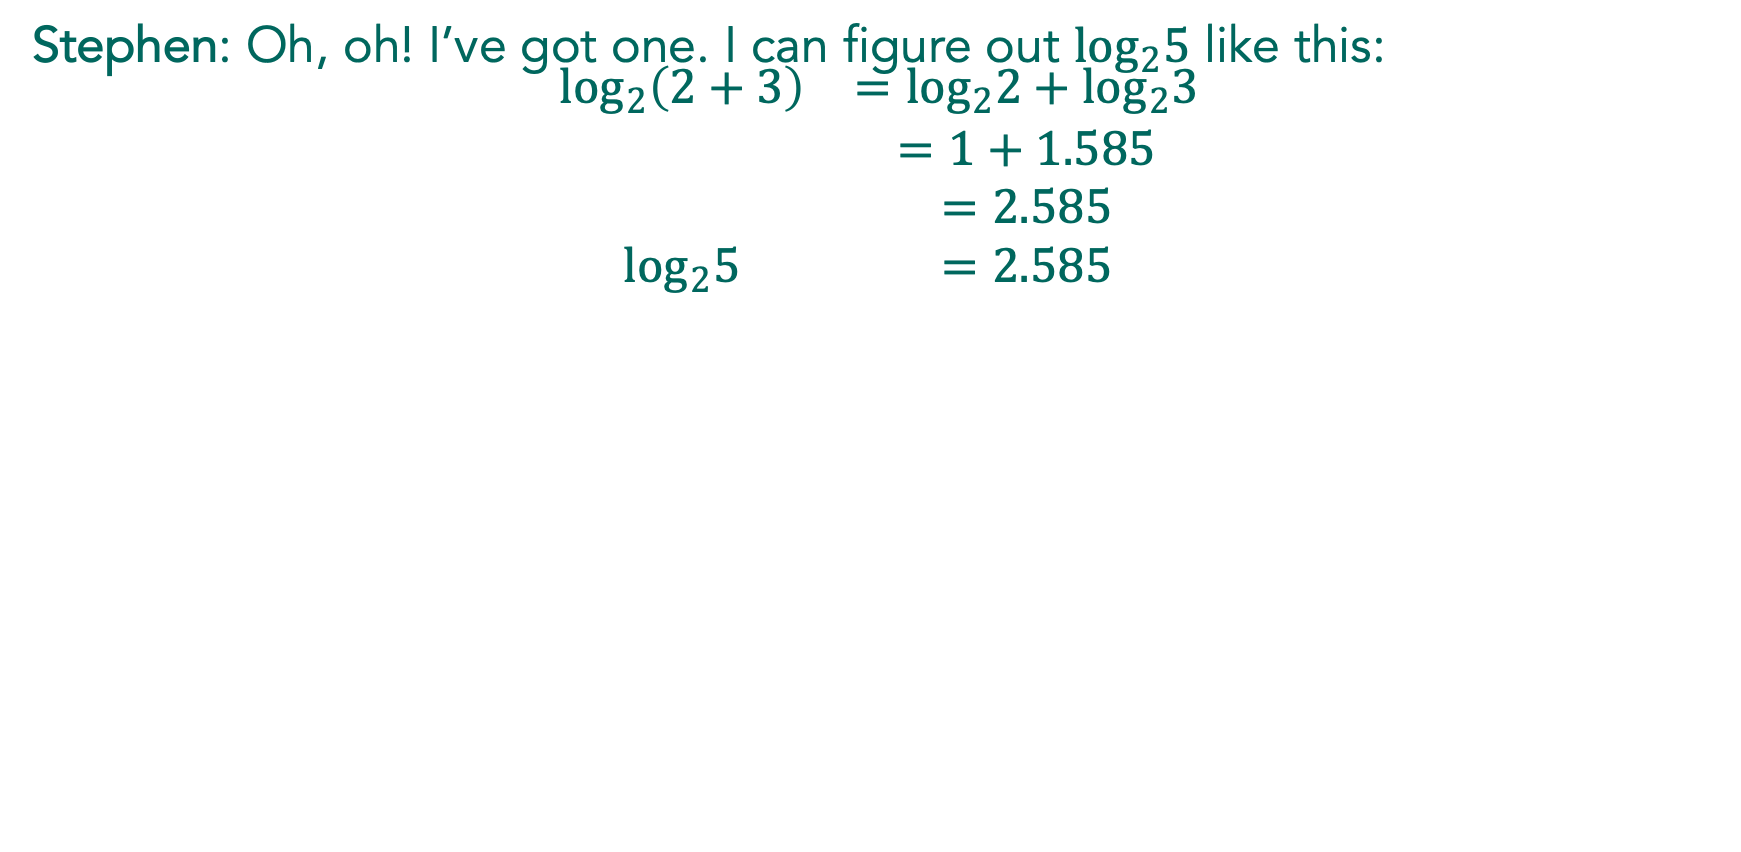 Stephen: Oh, oh! I’ve got one. I can figure out log₂5 like this:
log₂(2 + 3) = log₂2 + log₂3
= 1 + 1.585
= 2.585
log₂5 = 2.585